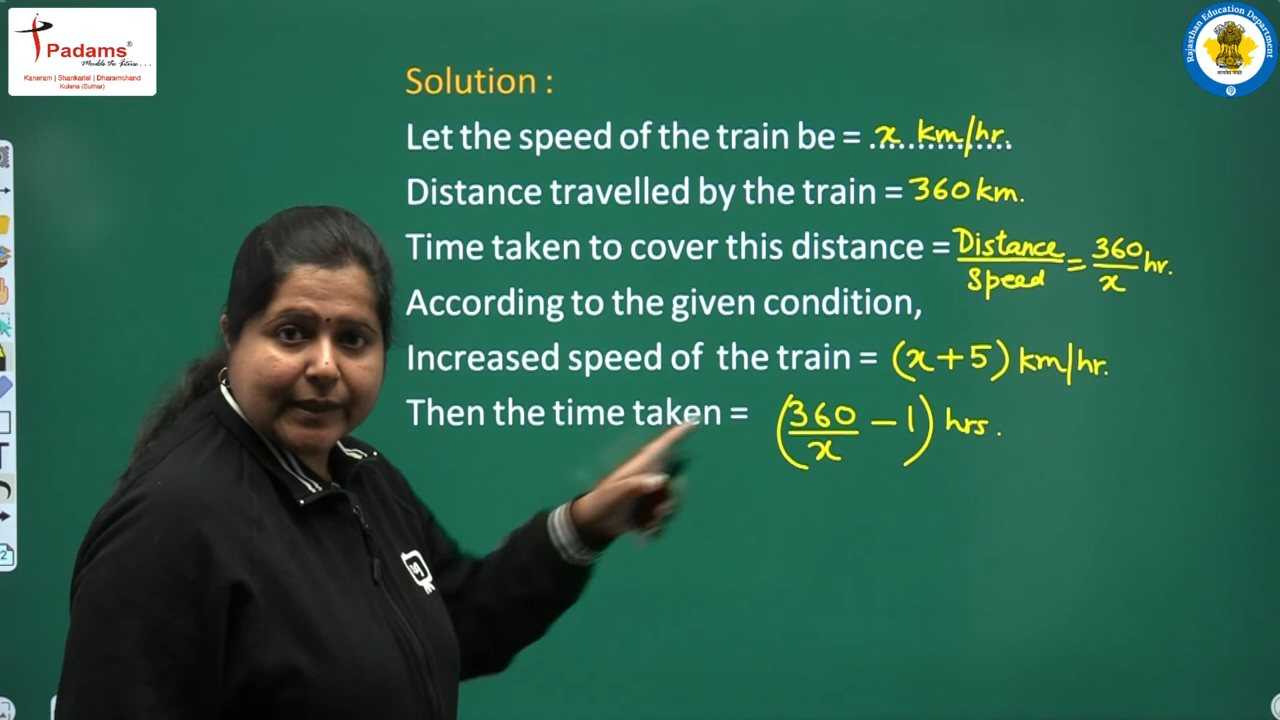 Padams®
Moulds the Future...
Kanaram | Shankarlal | Dharamchand
Kularia (Suthar)
Rajasthan Education Department
सत्यमेव जयते
Solution :
Let the speed of the train be = x km/hr.
Distance travelled by the train = 360 km.
Time taken to cover this distance = Distance/Speed = 360/x hr.
According to the given condition,
Increased speed of the train = (x+5) km/hr.
Then the time taken = (360/x - 1) hrs.